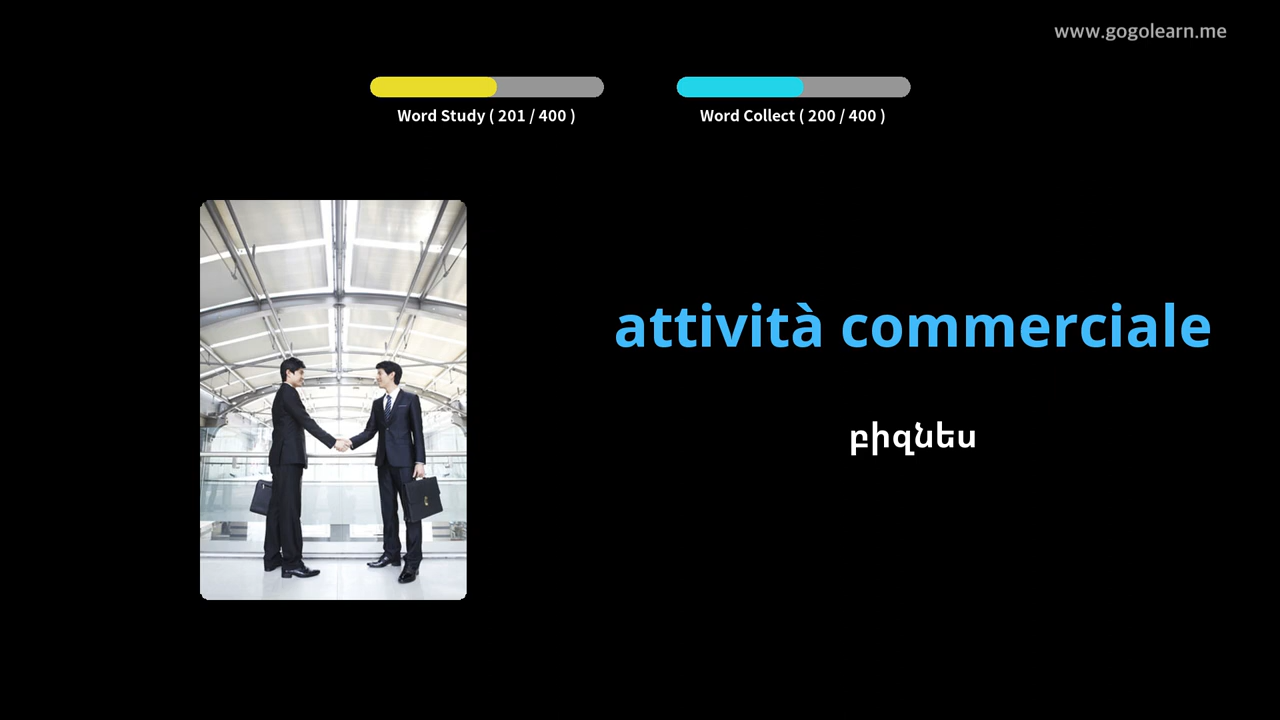 www.gogolearn.me
Word Study ( 201 / 400 )
Word Collect ( 200 / 400 )
attività commerciale
բիզնես